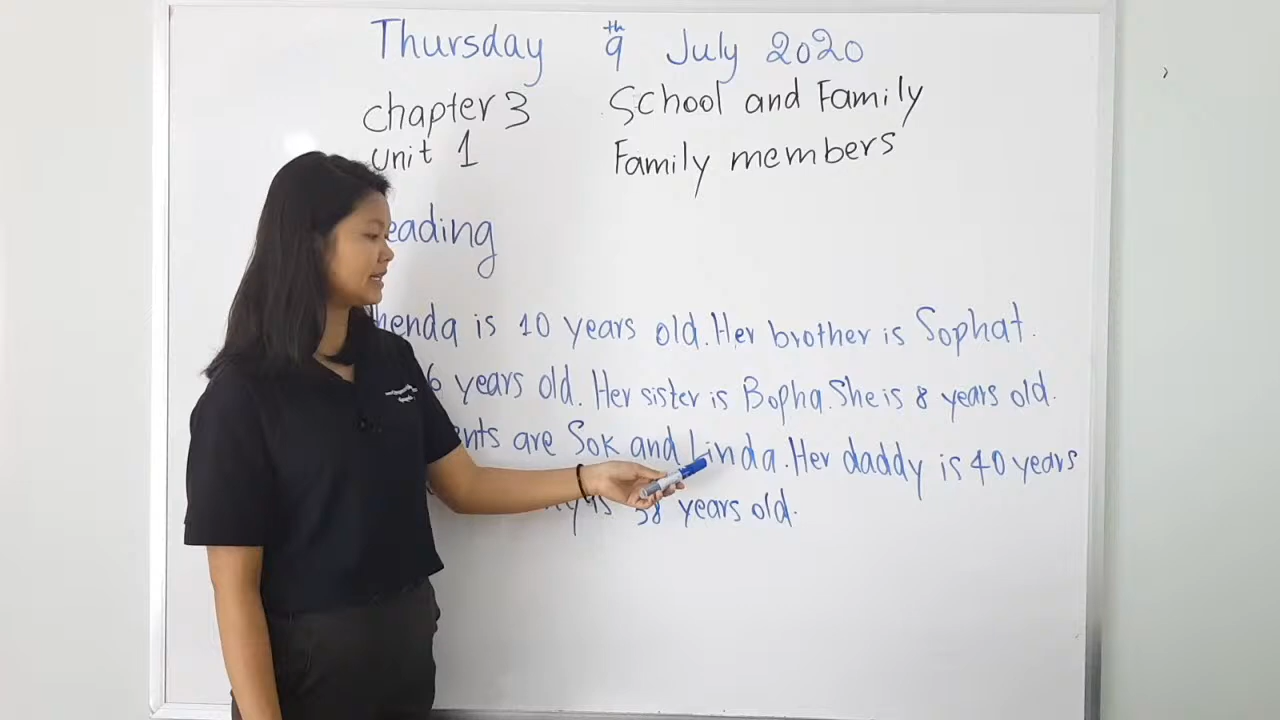 Thursday 9th July 2020
chapter 3 School and Family
unit 1 Family members
eading
henda is 10 years old. Her brother is Sophat.
6 years old. Her sister is Bopha. She is 8 years old.
nts are Sok and Linda. Her daddy is 40 years
is 38 years old.